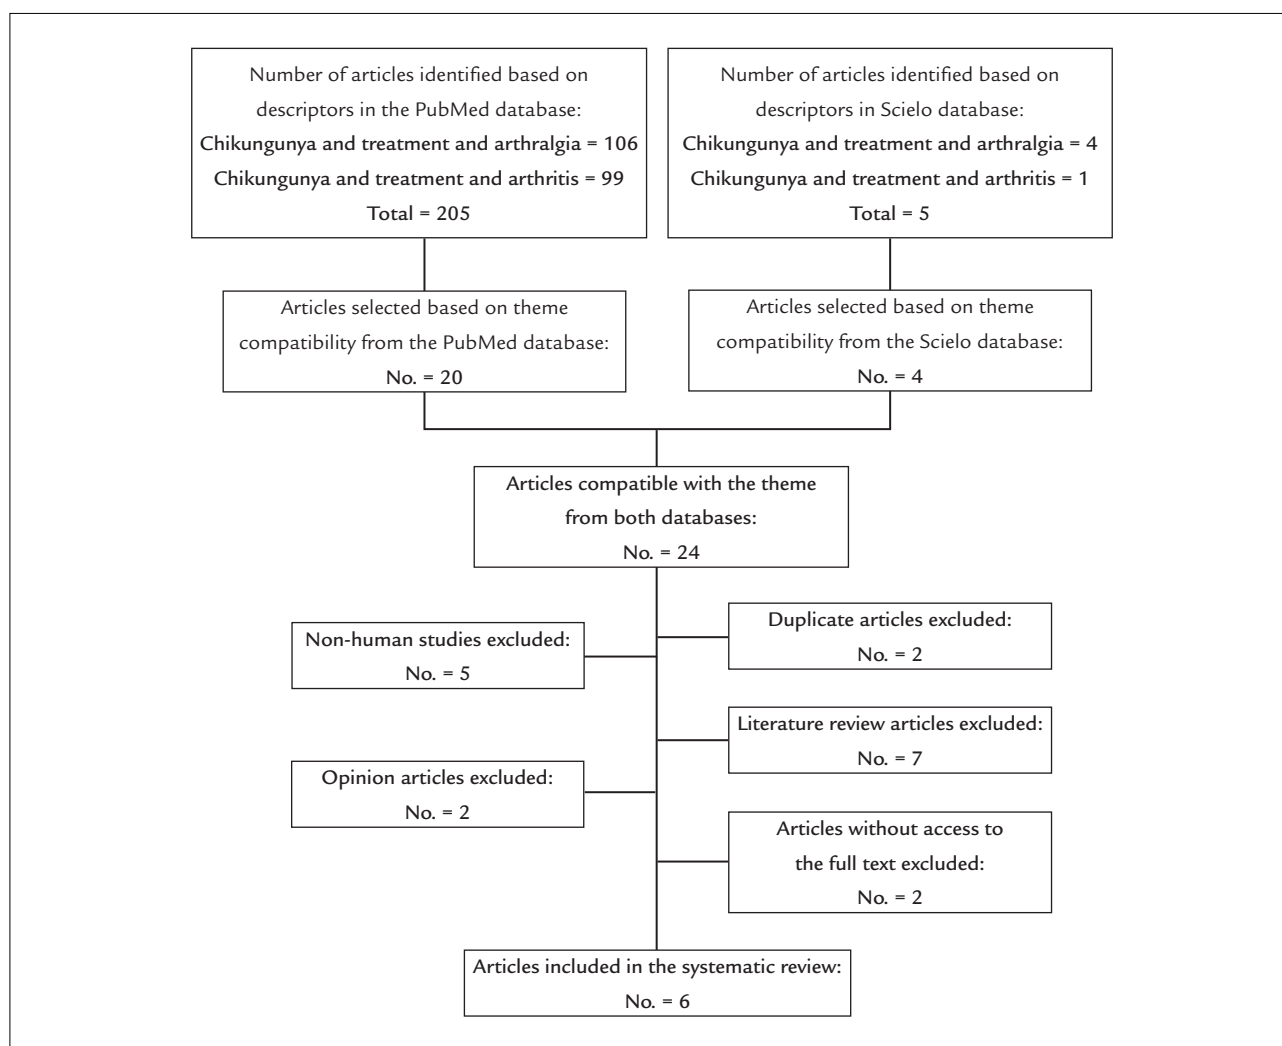 Number of articles identified based on
descriptors in the PubMed database:
Chikungunya and treatment and arthralgia = 106
Chikungunya and treatment and arthritis = 99
Total = 205
Number of articles identified based on
descriptors in Scielo database:
Chikungunya and treatment and arthralgia = 4
Chikungunya and treatment and arthritis = 1
Total = 5
Articles selected based on theme
compatibility from the PubMed database:
No. = 20
Articles selected based on theme
compatibility from the Scielo database:
No. = 4
Articles compatible with the theme
from both databases:
No. = 24
Non-human studies excluded:
No. = 5
Duplicate articles excluded:
No. = 2
Literature review articles excluded:
No. = 7
Opinion articles excluded:
No. = 2
Articles without access to
the full text excluded:
No. = 2
Articles included in the systematic review:
No. = 6